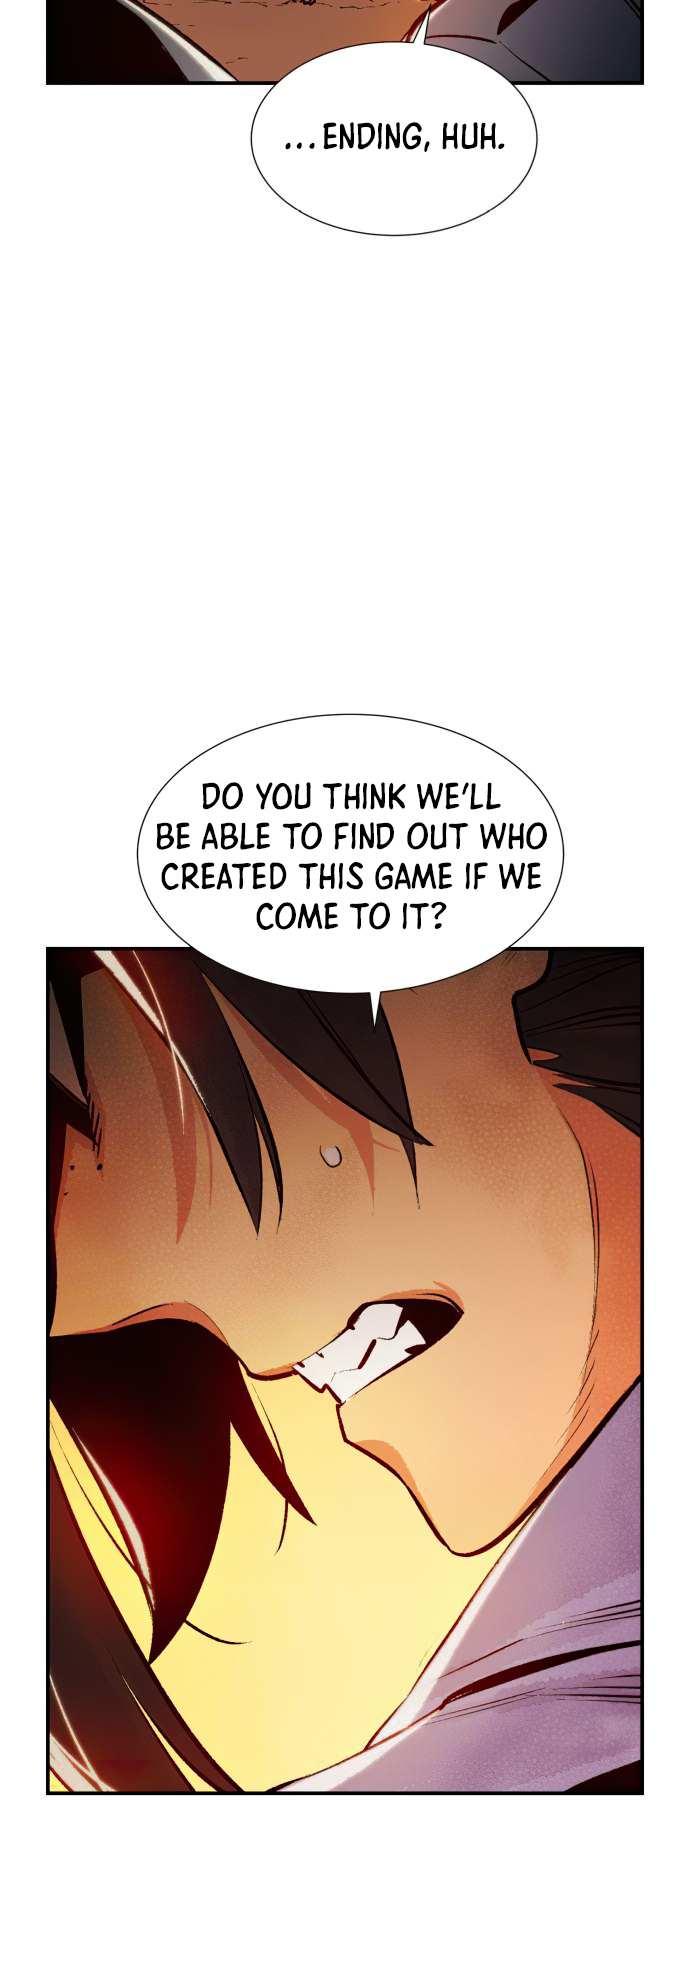 ...ENDING, HUH.
DO YOU THINK WE'LL
BE ABLE TO FIND OUT WHO
CREATED THIS GAME IF WE
COME TO IT?